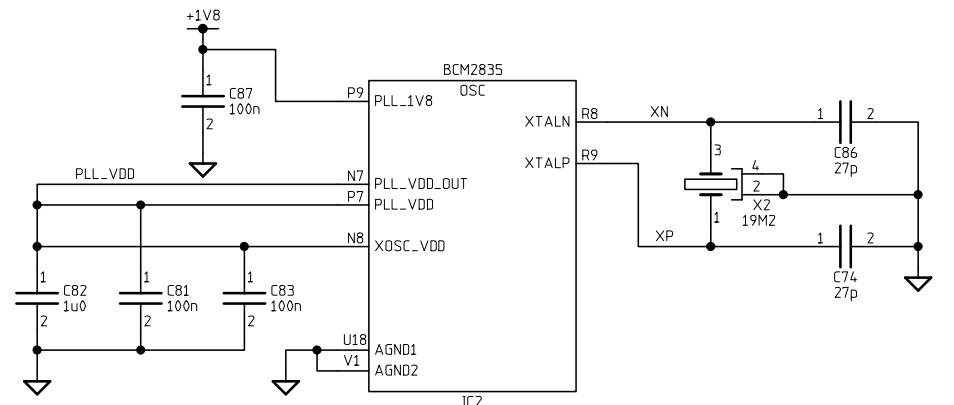 +1V8
BCM2835
OSC
1
C87
100n
2
P9
PLL_1V8
XTALN
R8
XN
1
2
C86
27p
XTALP
R9
3
4
2
X2
19M2
1
PLL_VDD
N7
PLL_VDD_OUT
P7
PLL_VDD
N8
XOSC_VDD
XP
1
2
C74
27p
1
C82
1u0
2
1
C81
100n
2
1
C83
100n
2
U18
AGND1
V1
AGND2
IC2